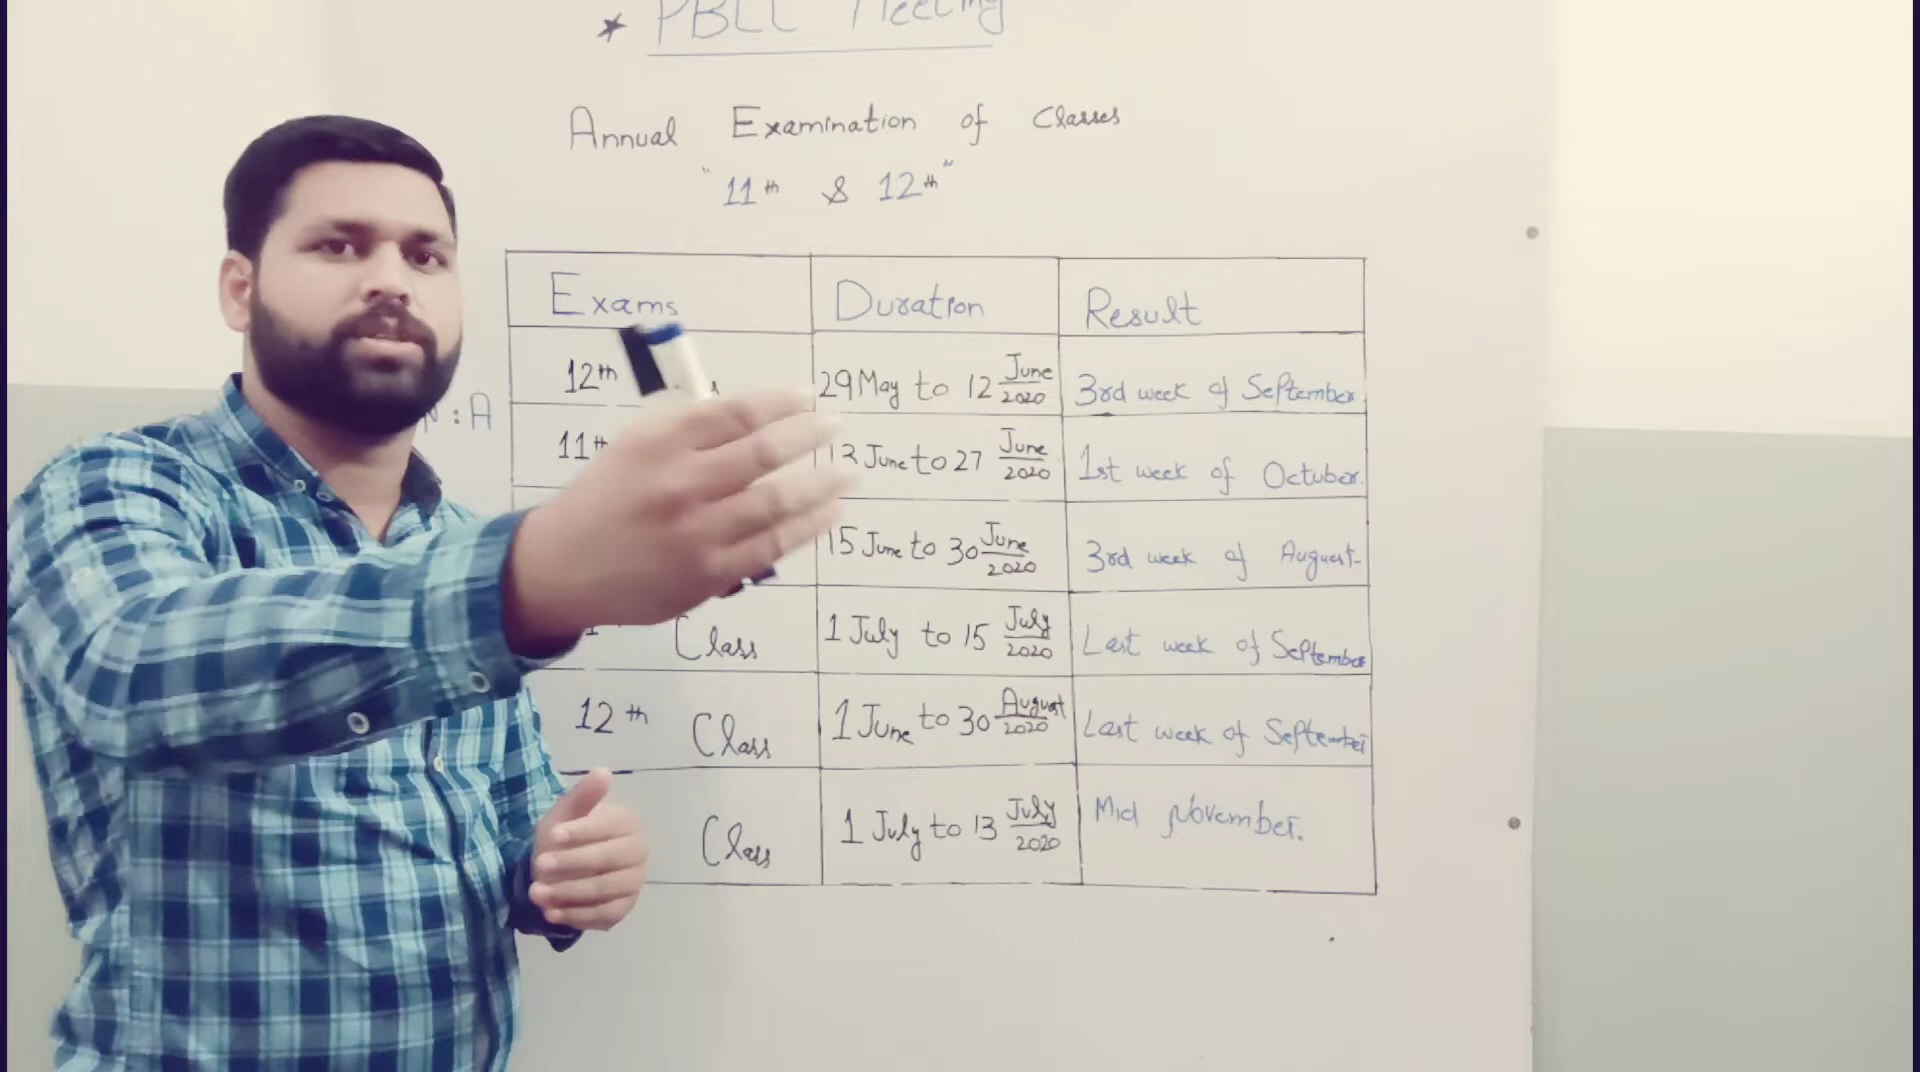 * PBCC Meeting
Annual Examination of Classes
"11th & 12th"
Exams Duration Result
12th 29 May to 12 June 2020 3rd week of September
: A
11th 13 June to 27 June 2020 1st week of October.
15 June to 30 June 2020 3rd week of August
Class 1 July to 15 July 2020 Last week of September
12th Class 1 June to 30 August 2020 Last week of September
Class 1 July to 13 July 2020 Mid November.